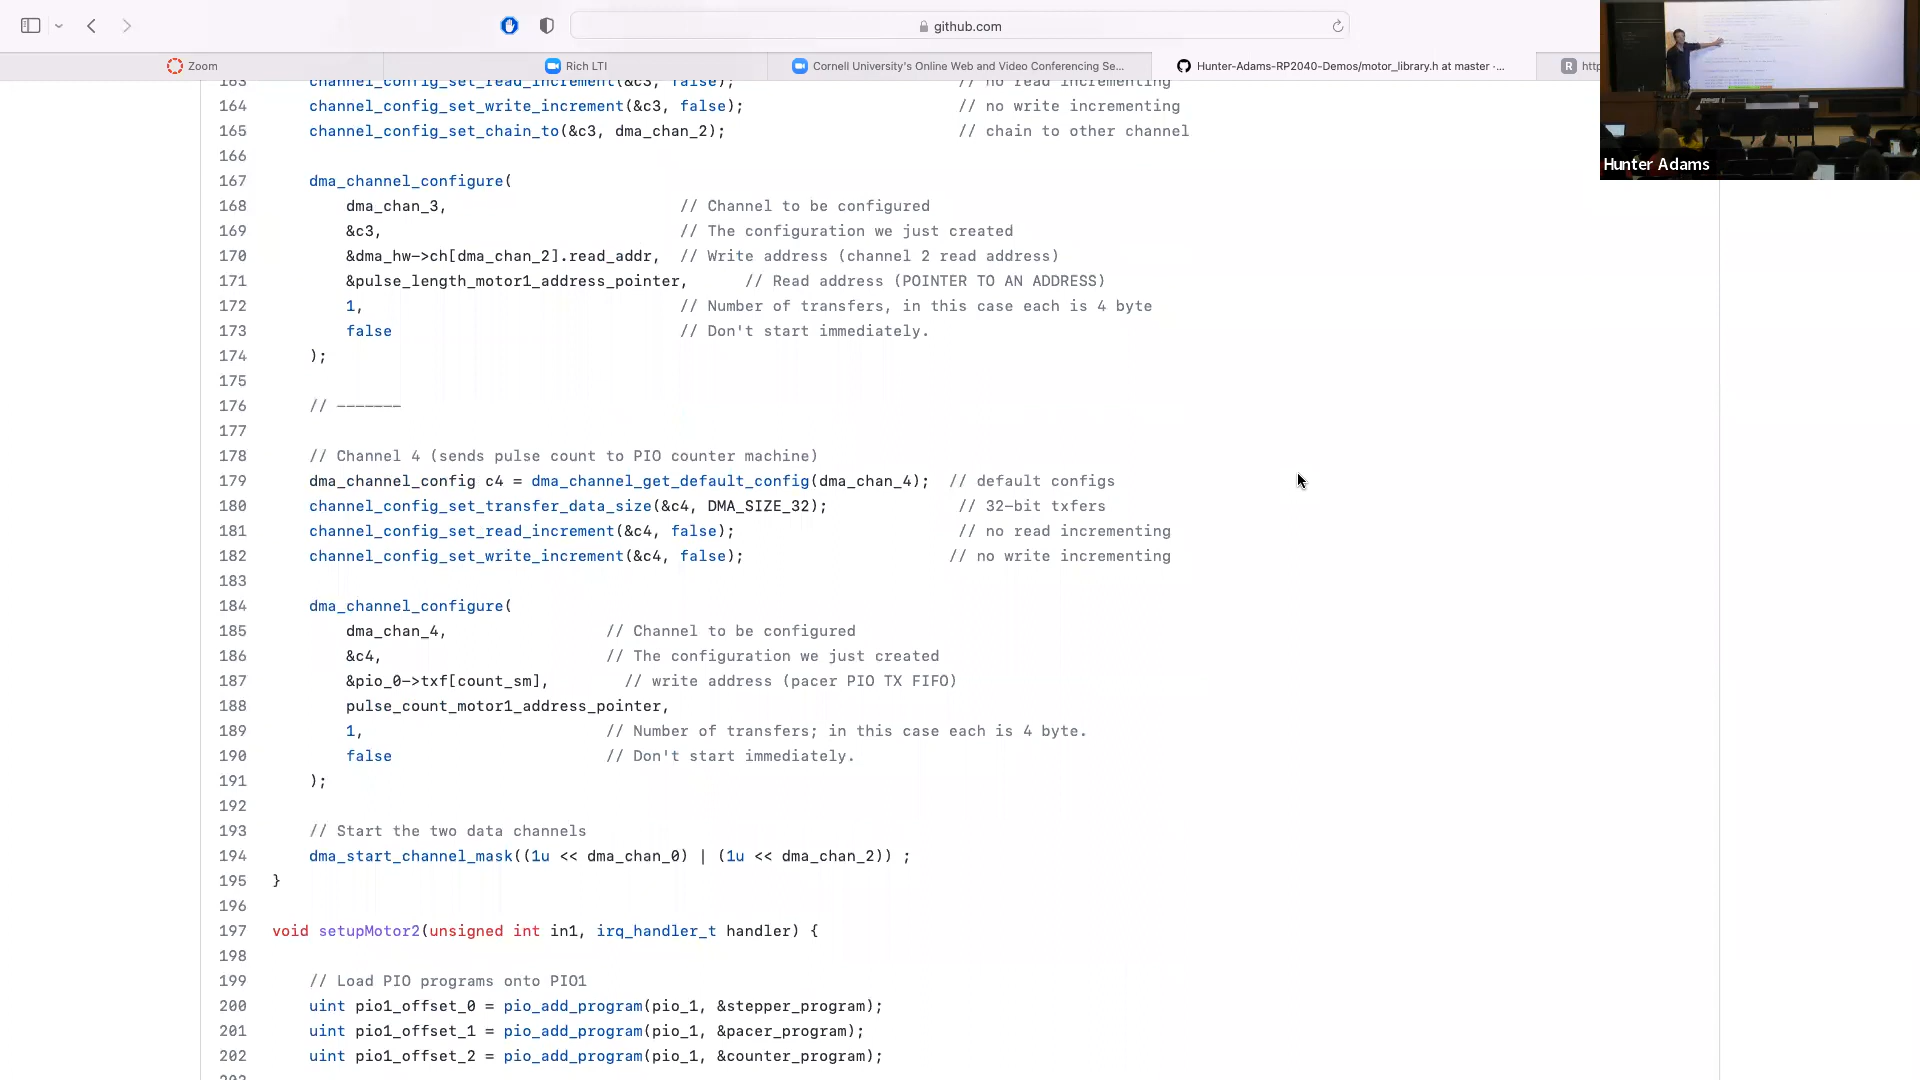 github.com
Zoom
Rich LTI
Cornell University's Online Web and Video Conferencing Se...
Hunter-Adams-RP2040-Demos/motor_library.h at master ·...
R
Hunter Adams
163 channel_config_set_read_increment(&c3, false); // no read incrementing
164 channel_config_set_write_increment(&c3, false); // no write incrementing
165 channel_config_set_chain_to(&c3, dma_chan_2); // chain to other channel
166
167 dma_channel_configure(
168 dma_chan_3, // Channel to be configured
169 &c3, // The configuration we just created
170 &dma_hw->ch[dma_chan_2].read_addr, // Write address (channel 2 read address)
171 &pulse_length_motor1_address_pointer, // Read address (POINTER TO AN ADDRESS)
172 1, // Number of transfers, in this case each is 4 byte
173 false // Don't start immediately.
174 );
175
176 // -------
177
178 // Channel 4 (sends pulse count to PIO counter machine)
179 dma_channel_config c4 = dma_channel_get_default_config(dma_chan_4); // default configs
180 channel_config_set_transfer_data_size(&c4, DMA_SIZE_32); // 32-bit txfers
181 channel_config_set_read_increment(&c4, false); // no read incrementing
182 channel_config_set_write_increment(&c4, false); // no write incrementing
183
184 dma_channel_configure(
185 dma_chan_4, // Channel to be configured
186 &c4, // The configuration we just created
187 &pio_0->txf[count_sm], // write address (pacer PIO TX FIFO)
188 pulse_count_motor1_address_pointer,
189 1, // Number of transfers; in this case each is 4 byte.
190 false // Don't start immediately.
191 );
192
193 // Start the two data channels
194 dma_start_channel_mask((1u << dma_chan_0) | (1u << dma_chan_2)) ;
195 }
196
197 void setupMotor2(unsigned int in1, irq_handler_t handler) {
198
199 // Load PIO programs onto PIO1
200 uint pio1_offset_0 = pio_add_program(pio_1, &stepper_program);
201 uint pio1_offset_1 = pio_add_program(pio_1, &pacer_program);
202 uint pio1_offset_2 = pio_add_program(pio_1, &counter_program);